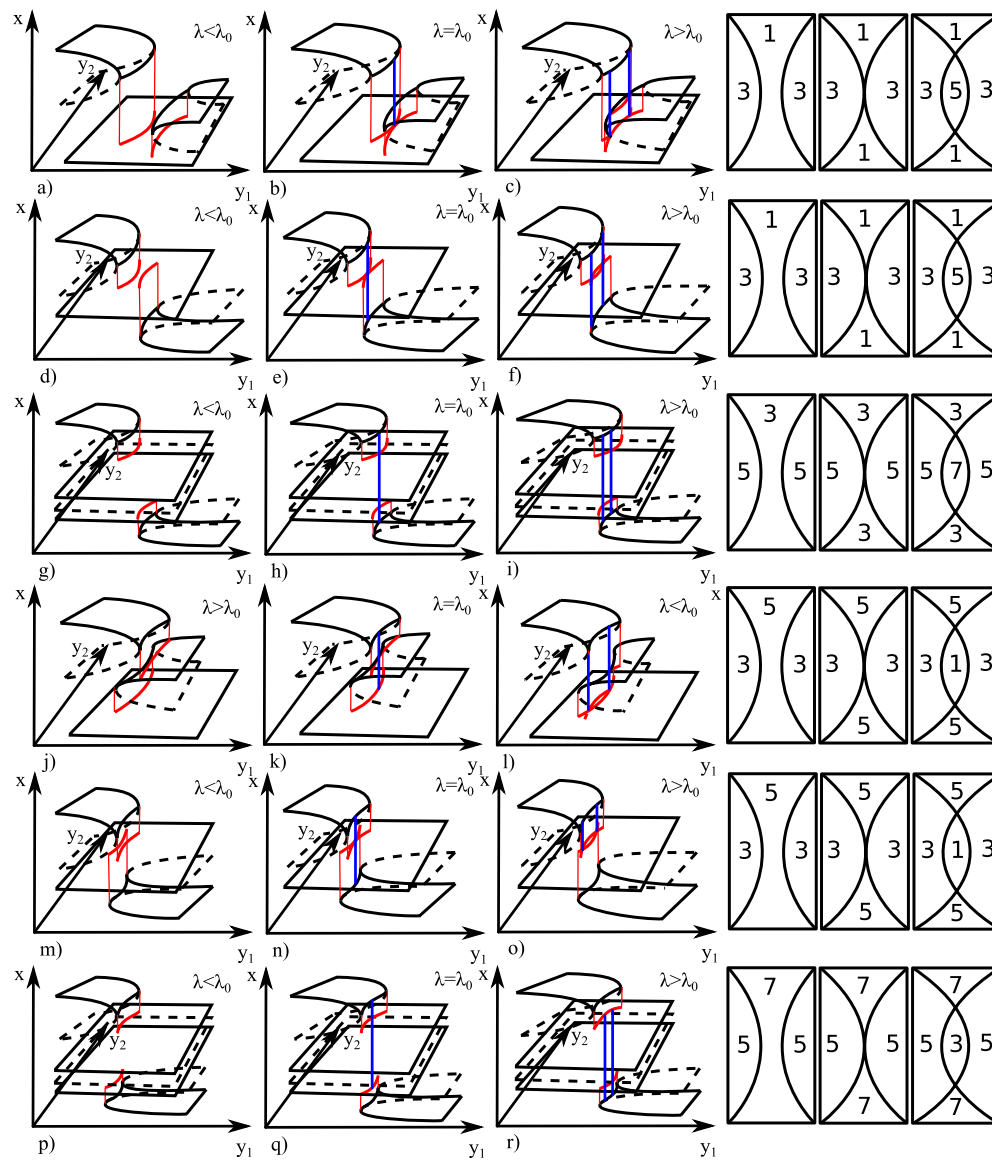 x λ<λ₀ y₂ y₁ a)
x λ=λ₀ y₂ y₁ b)
x λ>λ₀ y₂ y₁ c)
1 3 3
1 3 3 1
1 3 5 3 1
x λ<λ₀ y₂ y₁ d)
x λ=λ₀ y₂ y₁ e)
x λ>λ₀ y₂ y₁ f)
1 3 3
1 3 3 1
1 3 5 3 1
x λ<λ₀ y₂ y₁ g)
x λ=λ₀ y₂ y₁ h)
x λ>λ₀ y₂ y₁ i)
3 5 5
3 5 5 3
3 5 7 5 3
x λ>λ₀ y₂ y₁ j)
x λ=λ₀ y₂ y₁ k)
x λ<λ₀ y₂ y₁ l)
x
5 3 3
5 3 3 5
5 3 1 3 5
x λ<λ₀ y₂ y₁ m)
x λ=λ₀ y₂ y₁ n)
x λ>λ₀ y₂ y₁ o)
5 3 3
5 3 3 5
5 3 1 3 5
x λ<λ₀ y₂ y₁ p)
x λ=λ₀ y₂ y₁ q)
x λ>λ₀ y₂ y₁ r)
7 5 5
7 5 5 7
7 5 3 5 7